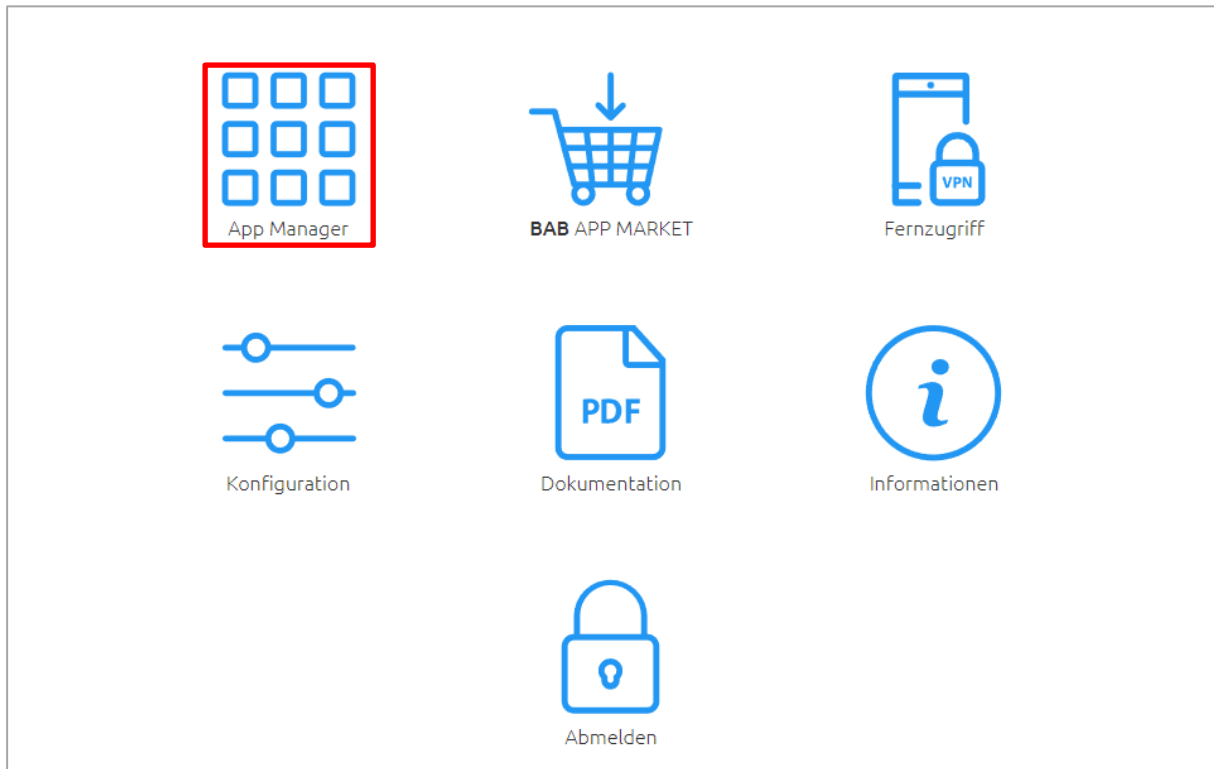 App Manager
BAB APP MARKET
VPN
Fernzugriff
Konfiguration
PDF
Dokumentation
i
Informationen
Abmelden